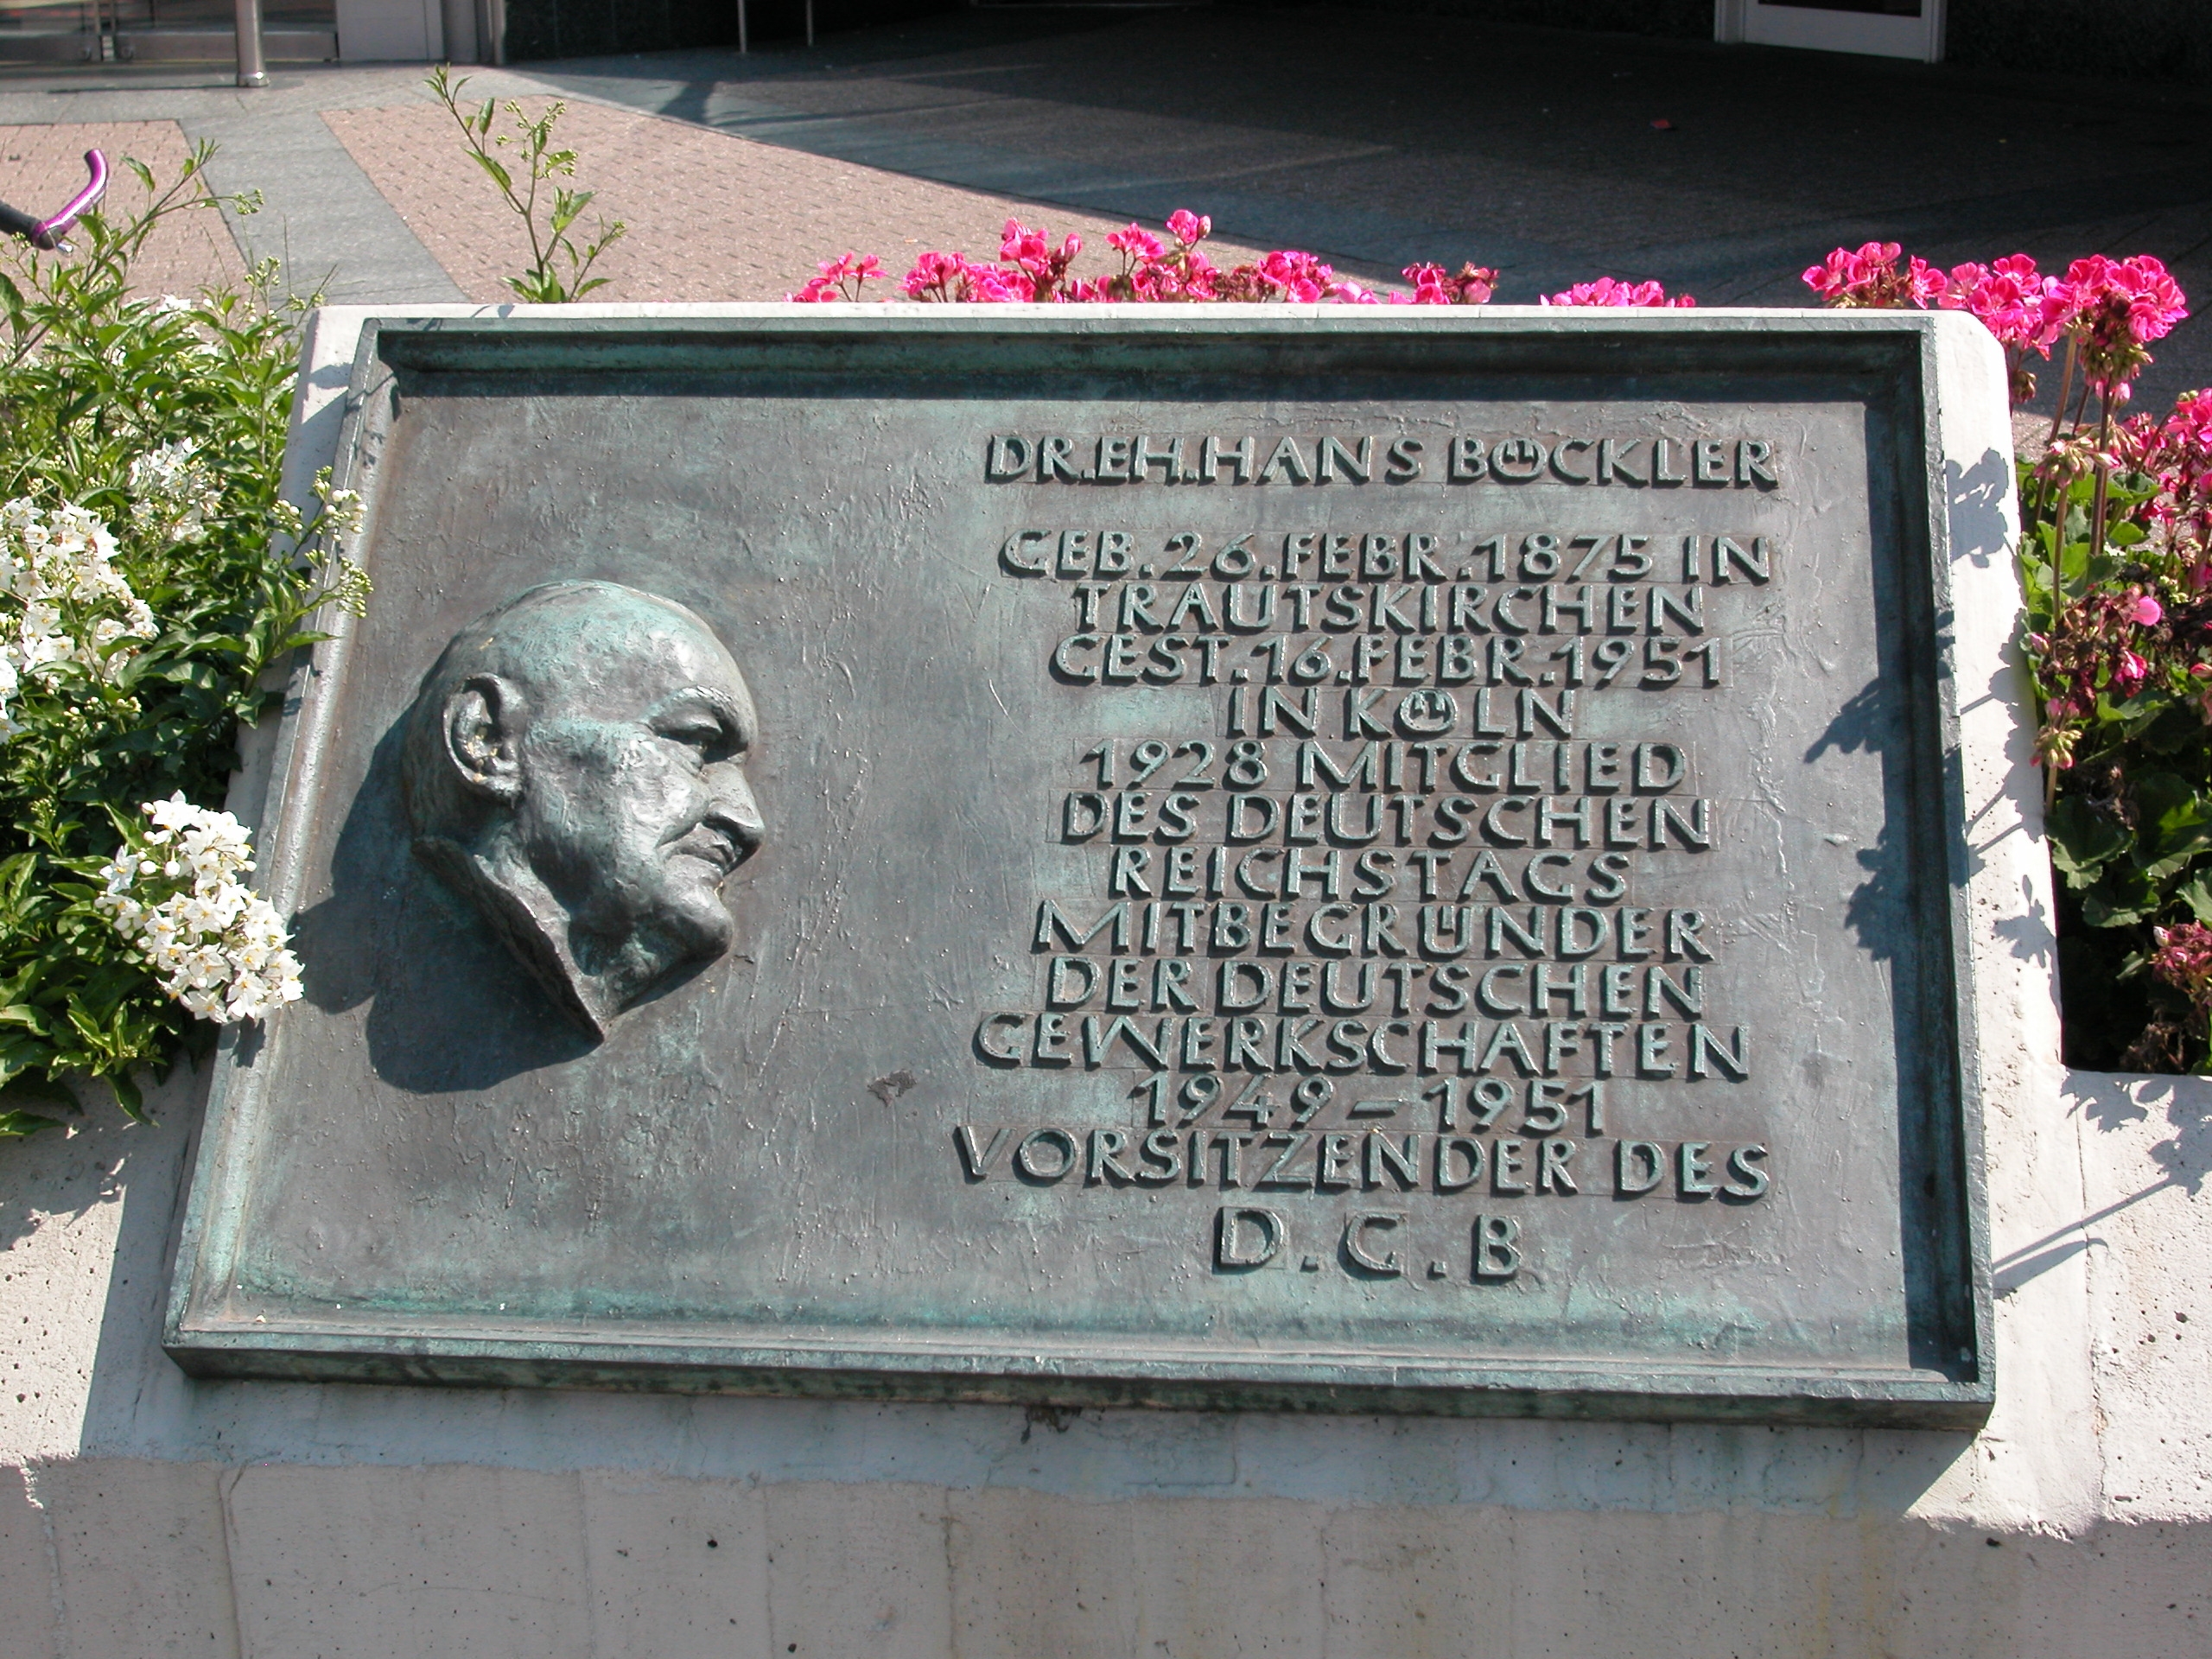 DR.EH.HANS BÖCKLER
GEB.26.FEBR.1875 IN
TRAUTSKIRCHEN
GEST.16.FEBR.1951
IN KÖLN
1928 MITGLIED
DES DEUTSCHEN
REICHSTAGS
MITBEGRÜNDER
DER DEUTSCHEN
GEWERKSCHAFTEN
1949 – 1951
VORSITZENDER DES
D.G.B